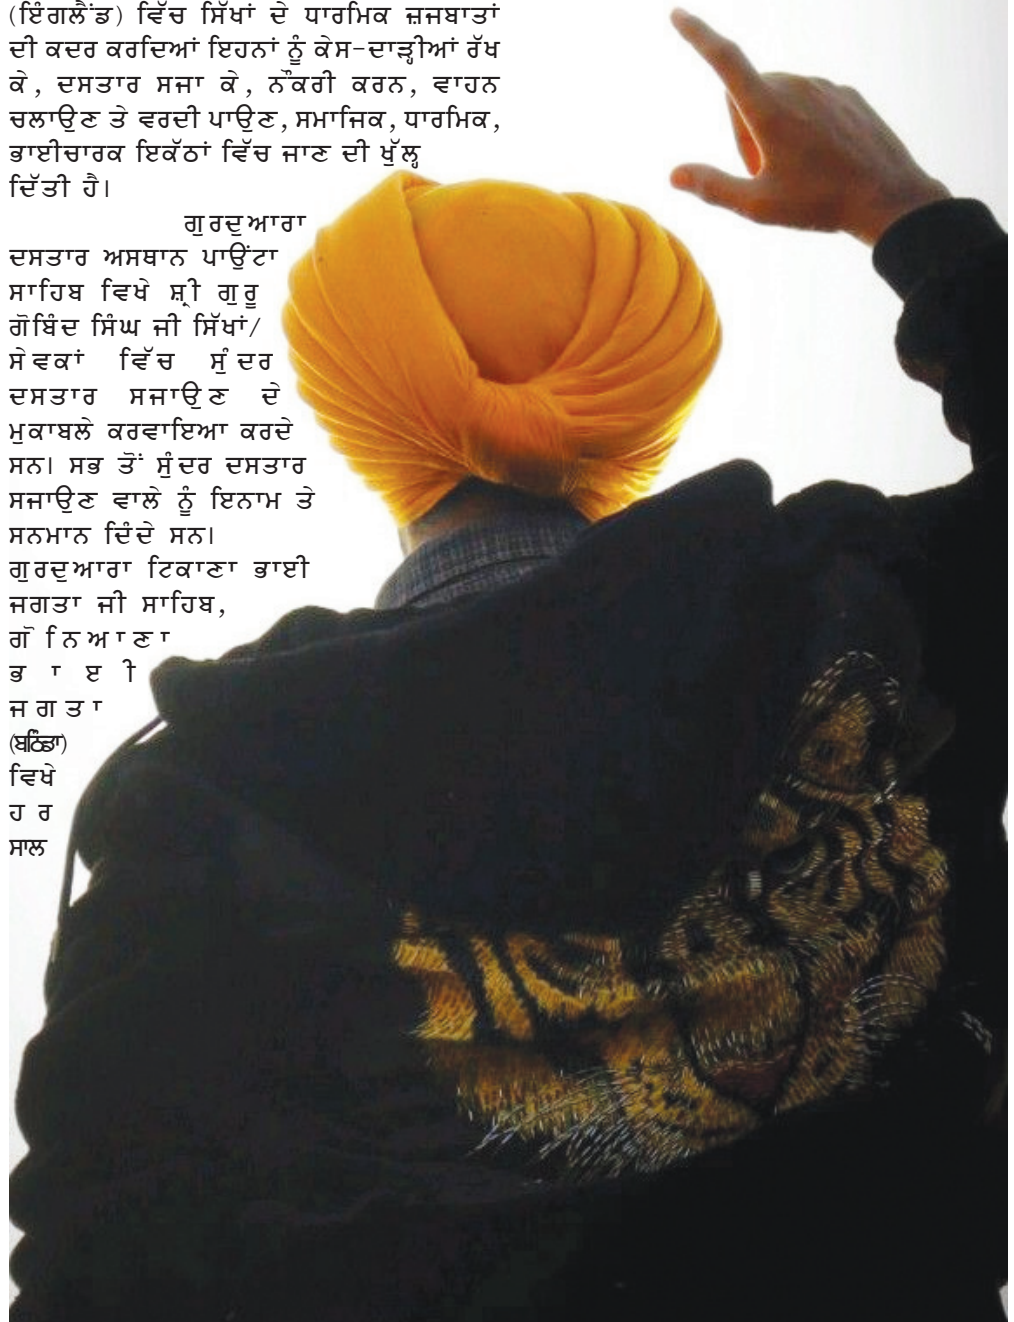 (ਇੰਗਲੈਂਡ) ਵਿੱਚ ਸਿੱਖਾਂ ਦੇ ਧਾਰਮਿਕ ਜ਼ਜਬਾਤਾਂ
ਦੀ ਕਦਰ ਕਰਦਿਆਂ ਇਹਨਾਂ ਨੂੰ ਕੇਸ-ਦਾੜ੍ਹੀਆਂ ਰੱਖ
ਕੇ, ਦਸਤਾਰ ਸਜਾ ਕੇ, ਨੌਕਰੀ ਕਰਨ, ਵਾਹਨ
ਚਲਾਉਣ ਤੇ ਵਰਦੀ ਪਾਉਣ, ਸਮਾਜਿਕ, ਧਾਰਮਿਕ,
ਭਾਈਚਾਰਕ ਇਕੱਠਾਂ ਵਿੱਚ ਜਾਣ ਦੀ ਖੁੱਲ੍ਹ
ਦਿੱਤੀ ਹੈ।
ਗੁਰਦੁਆਰਾ
ਦਸਤਾਰ ਅਸਥਾਨ ਪਾਉਂਟਾ
ਸਾਹਿਬ ਵਿਖੇ ਸ਼੍ਰੀ ਗੁਰੂ
ਗੋਬਿੰਦ ਸਿੰਘ ਜੀ ਸਿੱਖਾਂ/
ਸੇਵਕਾਂ ਵਿੱਚ ਸੁੰਦਰ
ਦਸਤਾਰ ਸਜਾਉਣ ਦੇ
ਮੁਕਾਬਲੇ ਕਰਵਾਇਆ ਕਰਦੇ
ਸਨ। ਸਭ ਤੋਂ ਸੁੰਦਰ ਦਸਤਾਰ
ਸਜਾਉਣ ਵਾਲੇ ਨੂੰ ਇਨਾਮ ਤੇ
ਸਨਮਾਨ ਦਿੰਦੇ ਸਨ।
ਗੁਰਦੁਆਰਾ ਟਿਕਾਣਾ ਭਾਈ
ਜਗਤਾ ਜੀ ਸਾਹਿਬ,
ਗੋਨਿਆਣਾ
ਭਾਈ
ਜਗਤਾ
(ਬਠਿੰਡਾ)
ਵਿਖੇ
ਹਰ
ਸਾਲ